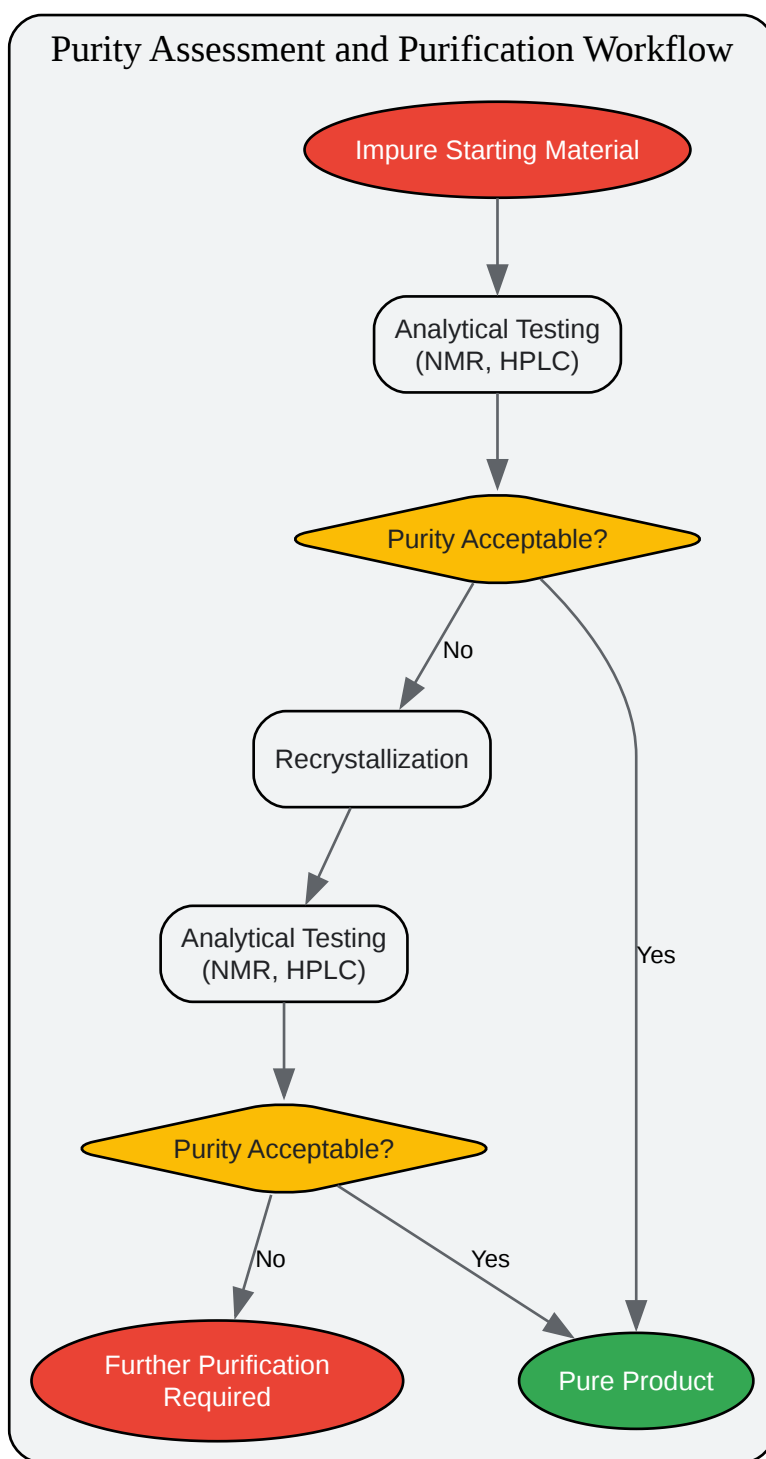 Purity Assessment and Purification Workflow
Impure Starting Material
Analytical Testing
(NMR, HPLC)
Purity Acceptable?
No
Recrystallization
Analytical Testing
(NMR, HPLC)
Yes
Purity Acceptable?
No
Yes
Further Purification
Required
Pure Product